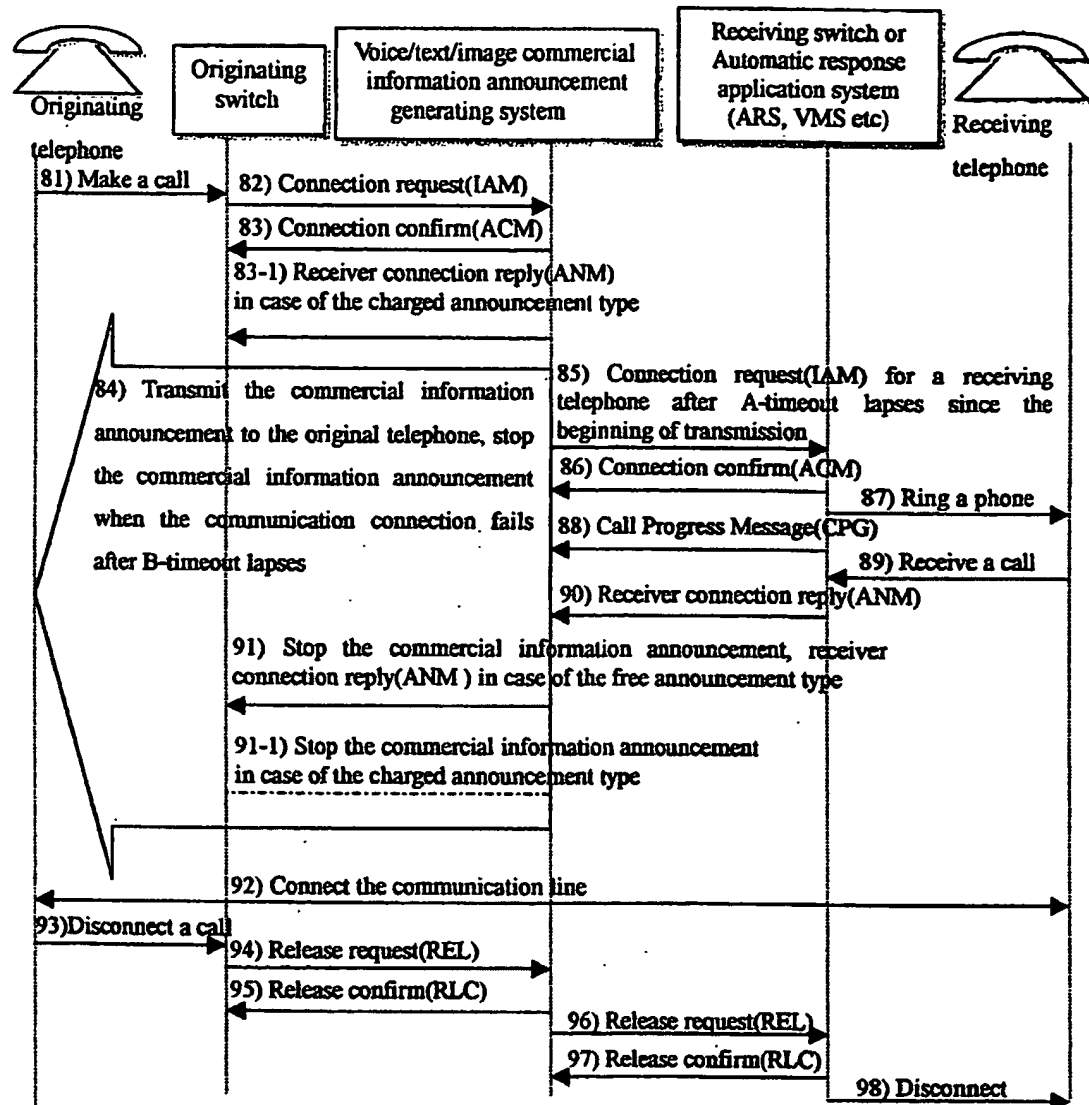 Originating
telephone
Originating
switch
Voice/text/image commercial
information announcement
generating system
Receiving switch or
Automatic response
application system
(ARS, VMS etc)
Receiving
telephone
81) Make a call
82) Connection request(IAM)
83) Connection confirm(ACM)
83-1) Receiver connection reply(ANM)
in case of the charged announcement type
84) Transmit the commercial information
announcement to the original telephone, stop
the commercial information announcement
when the communication connection fails
after B-timeout lapses
85) Connection request(IAM) for a receiving
telephone after A-timeout lapses since the
beginning of transmission
86) Connection confirm(ACM)
87) Ring a phone
88) Call Progress Message(CPG)
89) Receive a call
90) Receiver connection reply(ANM)
91) Stop the commercial information announcement, receiver
connection reply(ANM ) in case of the free announcement type
91-1) Stop the commercial information announcement
in case of the charged announcement type
92) Connect the communication line
93)Disconnect a call
94) Release request(REL)
95) Release confirm(RLC)
96) Release request(REL)
97) Release confirm(RLC)
98) Disconnect